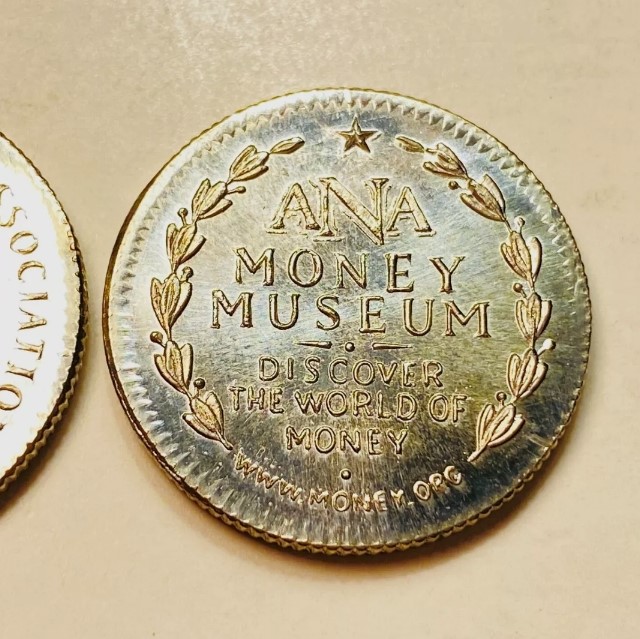 ANA
MONEY
MUSEUM
DISCOVER
THE WORLD OF
MONEY
WWW.MONEY.ORG